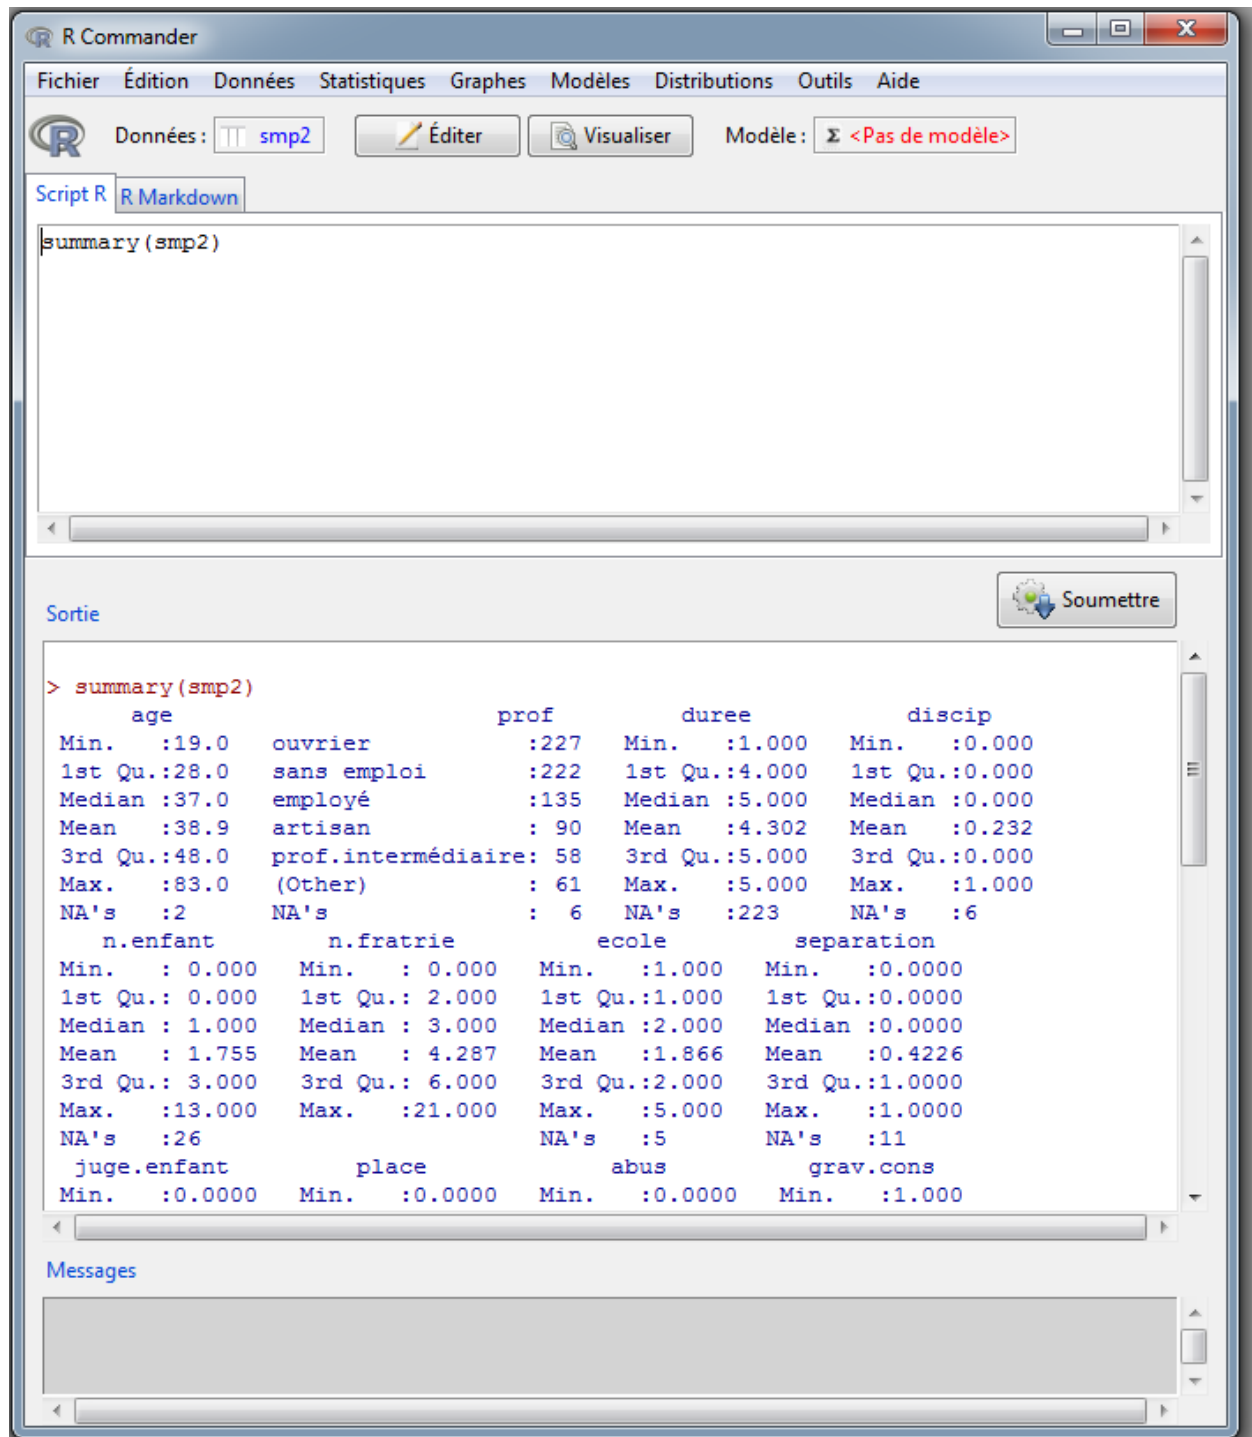 R Commander
Fichier Édition Données Statistiques Graphes Modèles Distributions Outils Aide
Données : smp2 Éditer Visualiser Modèle : Σ <Pas de modèle>
Script R R Markdown
summary(smp2)
Soumettre
Sortie
> summary(smp2)
age prof duree discip
Min. :19.0 ouvrier :227 Min. :1.000 Min. :0.000
1st Qu.:28.0 sans emploi :222 1st Qu.:4.000 1st Qu.:0.000
Median :37.0 employé :135 Median :5.000 Median :0.000
Mean :38.9 artisan : 90 Mean :4.302 Mean :0.232
3rd Qu.:48.0 prof.intermédiaire: 58 3rd Qu.:5.000 3rd Qu.:0.000
Max. :83.0 (Other) : 61 Max. :5.000 Max. :1.000
NA's :2 NA's : 6 NA's :223 NA's :6
n.enfant n.fratrie ecole separation
Min. : 0.000 Min. : 0.000 Min. :1.000 Min. :0.0000
1st Qu.: 0.000 1st Qu.: 2.000 1st Qu.:1.000 1st Qu.:0.0000
Median : 1.000 Median : 3.000 Median :2.000 Median :0.0000
Mean : 1.755 Mean : 4.287 Mean :1.866 Mean :0.4226
3rd Qu.: 3.000 3rd Qu.: 6.000 3rd Qu.:2.000 3rd Qu.:1.0000
Max. :13.000 Max. :21.000 Max. :5.000 Max. :1.0000
NA's :26 NA's :5 NA's :11
juge.enfant place abus grav.cons
Min. :0.0000 Min. :0.0000 Min. :0.0000 Min. :1.000
Messages